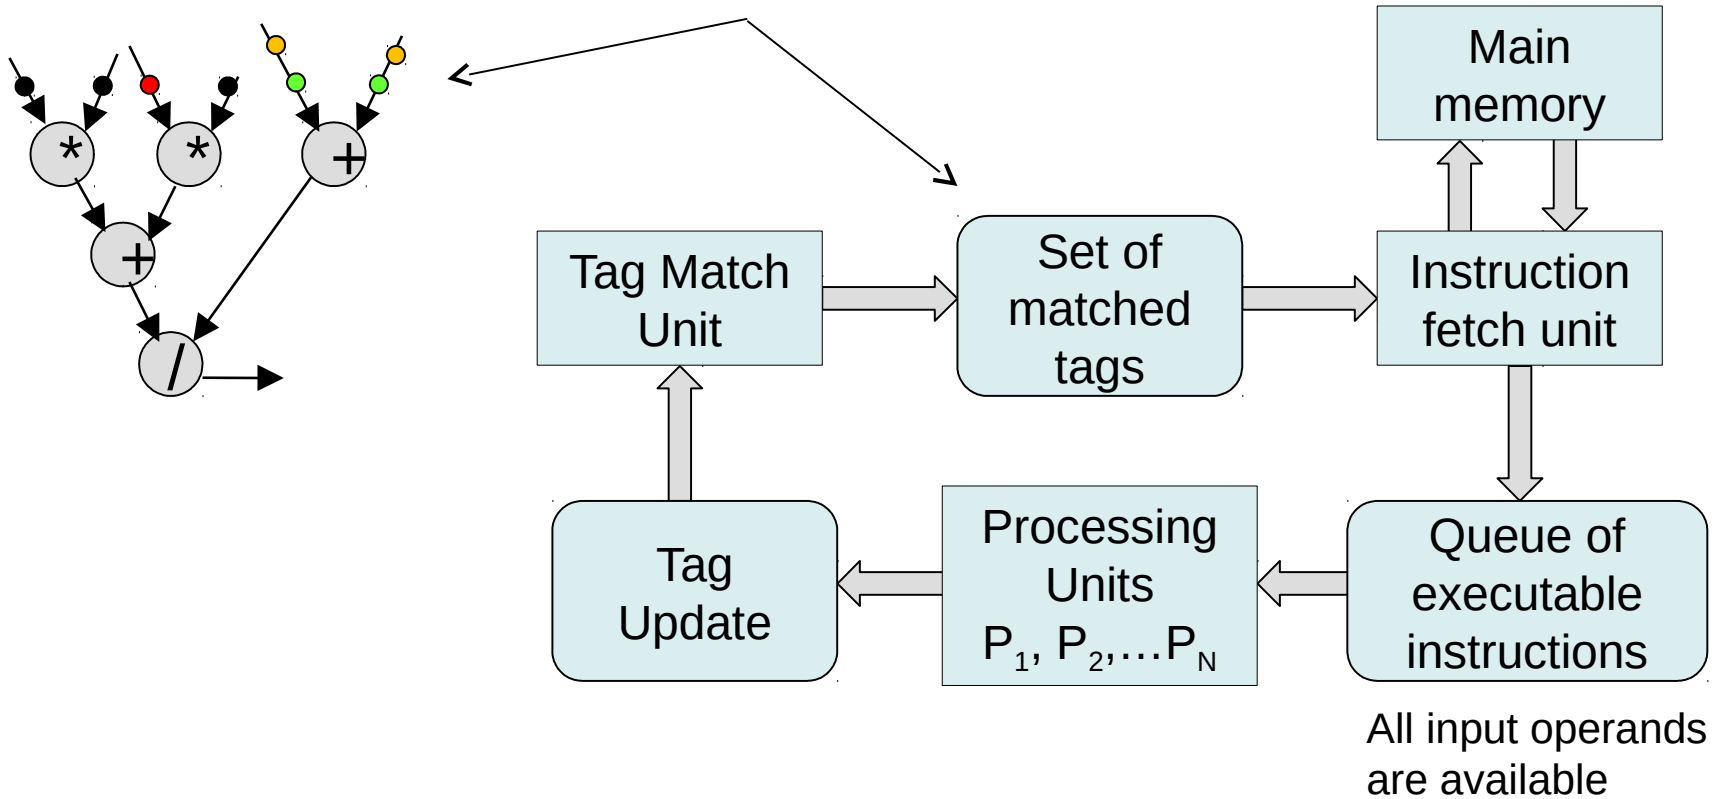 *
*
+
+
/
Main
memory
Tag Match
Unit
Set of
matched
tags
Instruction
fetch unit
Tag
Update
Processing
Units
P1, P2,...PN
Queue of
executable
instructions
All input operands
are available